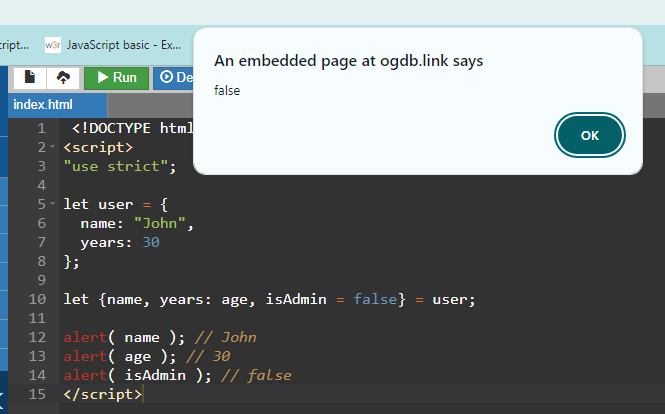 cript...
w3r JavaScript basic - Ex...
An embedded page at ogdb.link says
false
OK
Run
De
index.html
1 <!DOCTYPE html
2 <script>
3 "use strict";
4
5 let user = {
6 name: "John",
7 years: 30
8 };
9
10 let {name, years: age, isAdmin = false} = user;
11
12 alert( name ); // John
13 alert( age ); // 30
14 alert( isAdmin ); // false
15 </script>